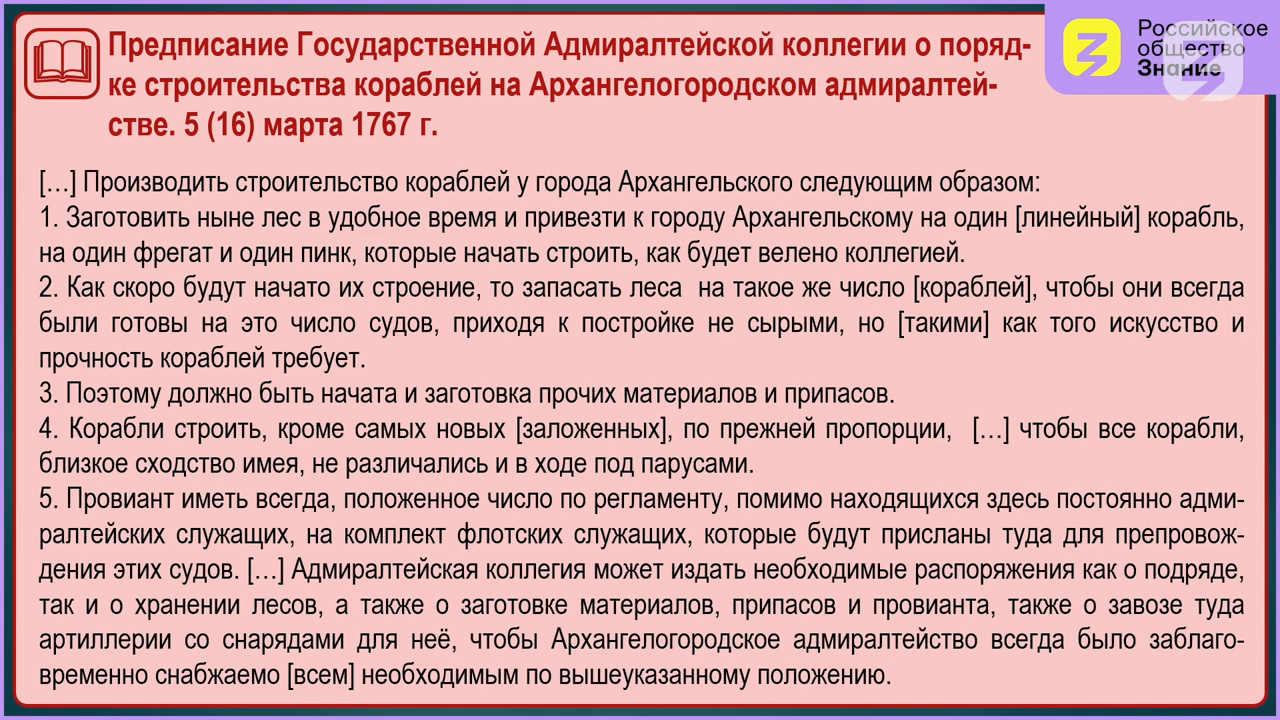 Предписание Государственной Адмиралтейской коллегии о поряд-
ке строительства кораблей на Архангелогородском адмиралтей-
стве. 5 (16) марта 1767 г.
Российское
общество
Знание
[…] Производить строительство кораблей у города Архангельского следующим образом:
1. Заготовить ныне лес в удобное время и привезти к городу Архангельскому на один [линейный] корабль,
на один фрегат и один пинк, которые начать строить, как будет велено коллегией.
2. Как скоро будут начато их строение, то запасать леса на такое же число [кораблей], чтобы они всегда
были готовы на это число судов, приходя к постройке не сырыми, но [такими] как того искусство и
прочность кораблей требует.
3. Поэтому должно быть начата и заготовка прочих материалов и припасов.
4. Корабли строить, кроме самых новых [заложенных], по прежней пропорции, […] чтобы все корабли,
близкое сходство имея, не различались и в ходе под парусами.
5. Провиант иметь всегда, положенное число по регламенту, помимо находящихся здесь постоянно адми-
ралтейских служащих, на комплект флотских служащих, которые будут присланы туда для препровож-
дения этих судов. […] Адмиралтейская коллегия может издать необходимые распоряжения как о подряде,
так и о хранении лесов, а также о заготовке материалов, припасов и провианта, также о завозе туда
артиллерии со снарядами для неё, чтобы Архангелогородское адмиралтейство всегда было заблаго-
временно снабжаемо [всем] необходимым по вышеуказанному положению.